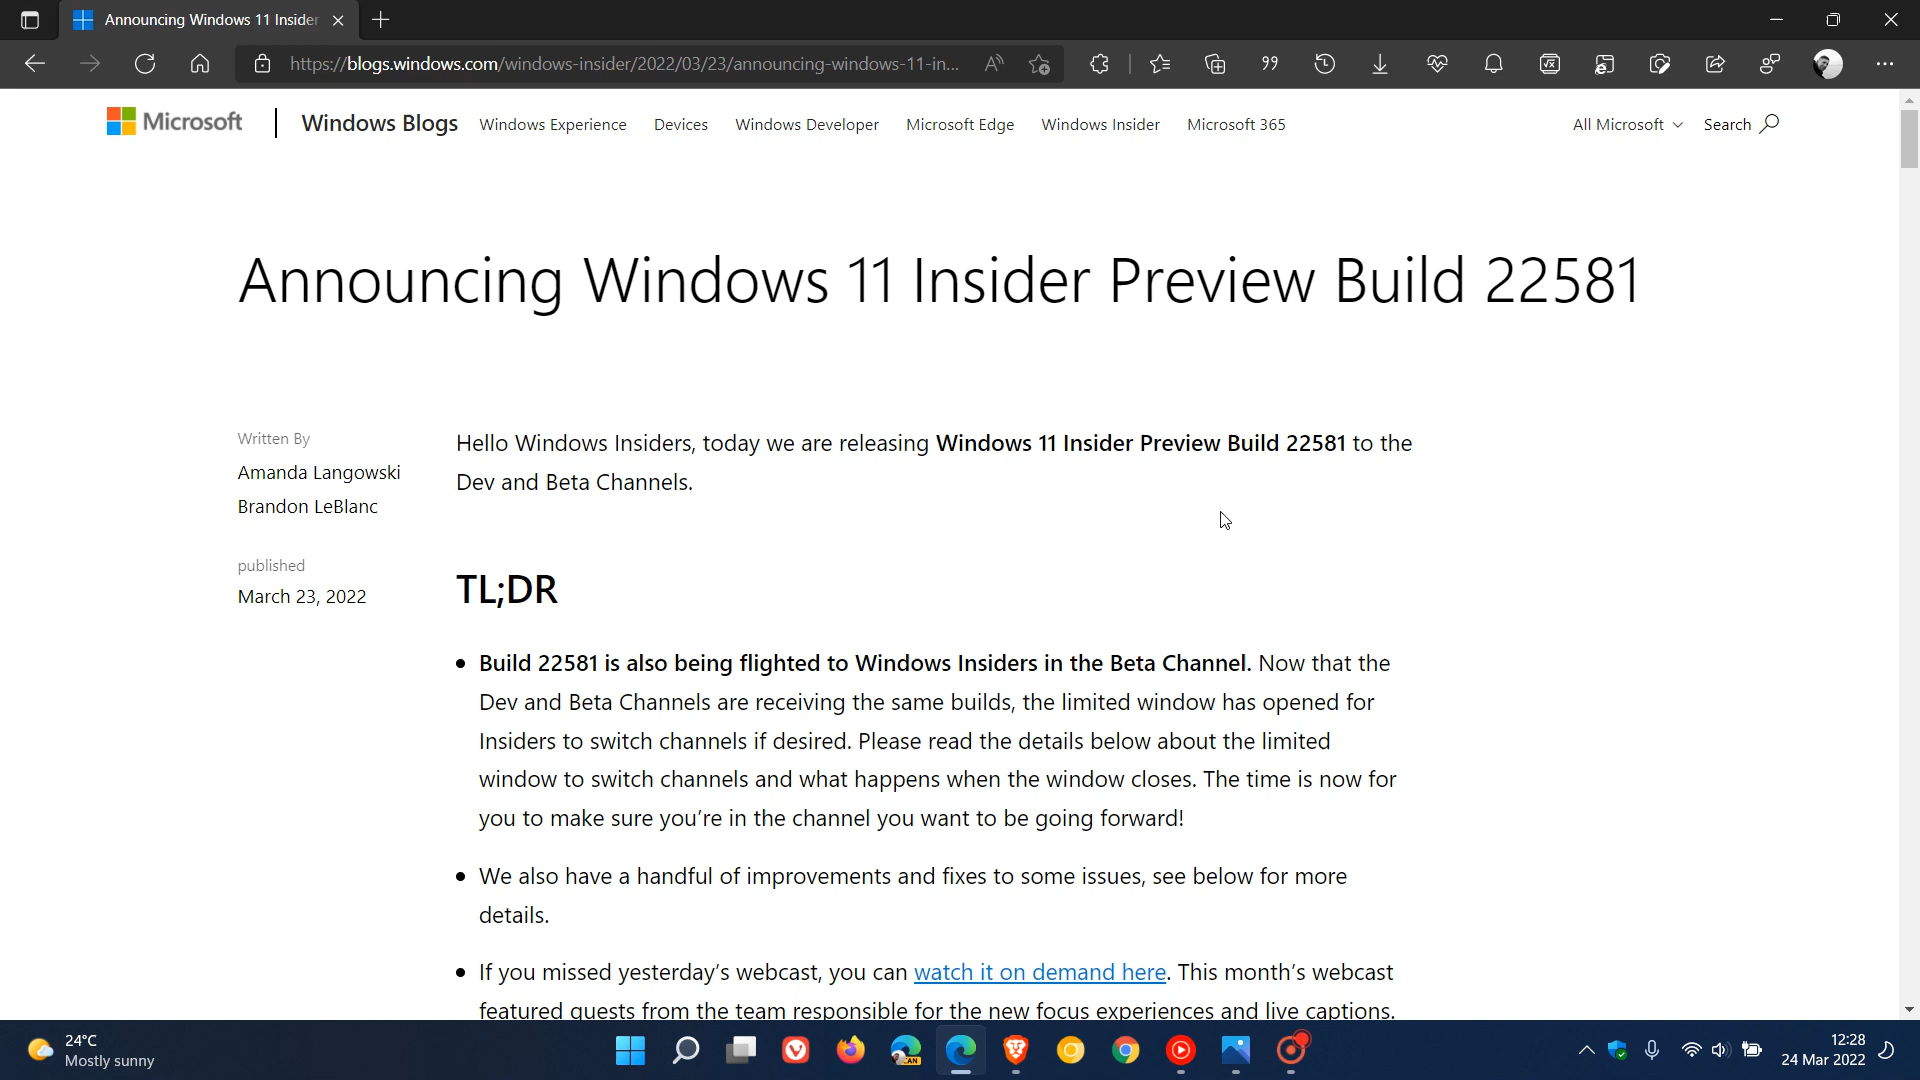 Announcing Windows 11 Insider
https://blogs.windows.com/windows-insider/2022/03/23/announcing-windows-11-in...
Microsoft
Windows Blogs
Windows Experience
Devices
Windows Developer
Microsoft Edge
Windows Insider
Microsoft 365
All Microsoft
Search
Announcing Windows 11 Insider Preview Build 22581
Written By
Amanda Langowski
Brandon LeBlanc
published
March 23, 2022
Hello Windows Insiders, today we are releasing Windows 11 Insider Preview Build 22581 to the
Dev and Beta Channels.
TL;DR
• Build 22581 is also being flighted to Windows Insiders in the Beta Channel. Now that the
Dev and Beta Channels are receiving the same builds, the limited window has opened for
Insiders to switch channels if desired. Please read the details below about the limited
window to switch channels and what happens when the window closes. The time is now for
you to make sure you're in the channel you want to be going forward!
• We also have a handful of improvements and fixes to some issues, see below for more
details.
• If you missed yesterday's webcast, you can watch it on demand here. This month's webcast
featured guests from the team responsible for the new focus experiences and live captions.
24°C
Mostly sunny
CAN
12:28
24 Mar 2022